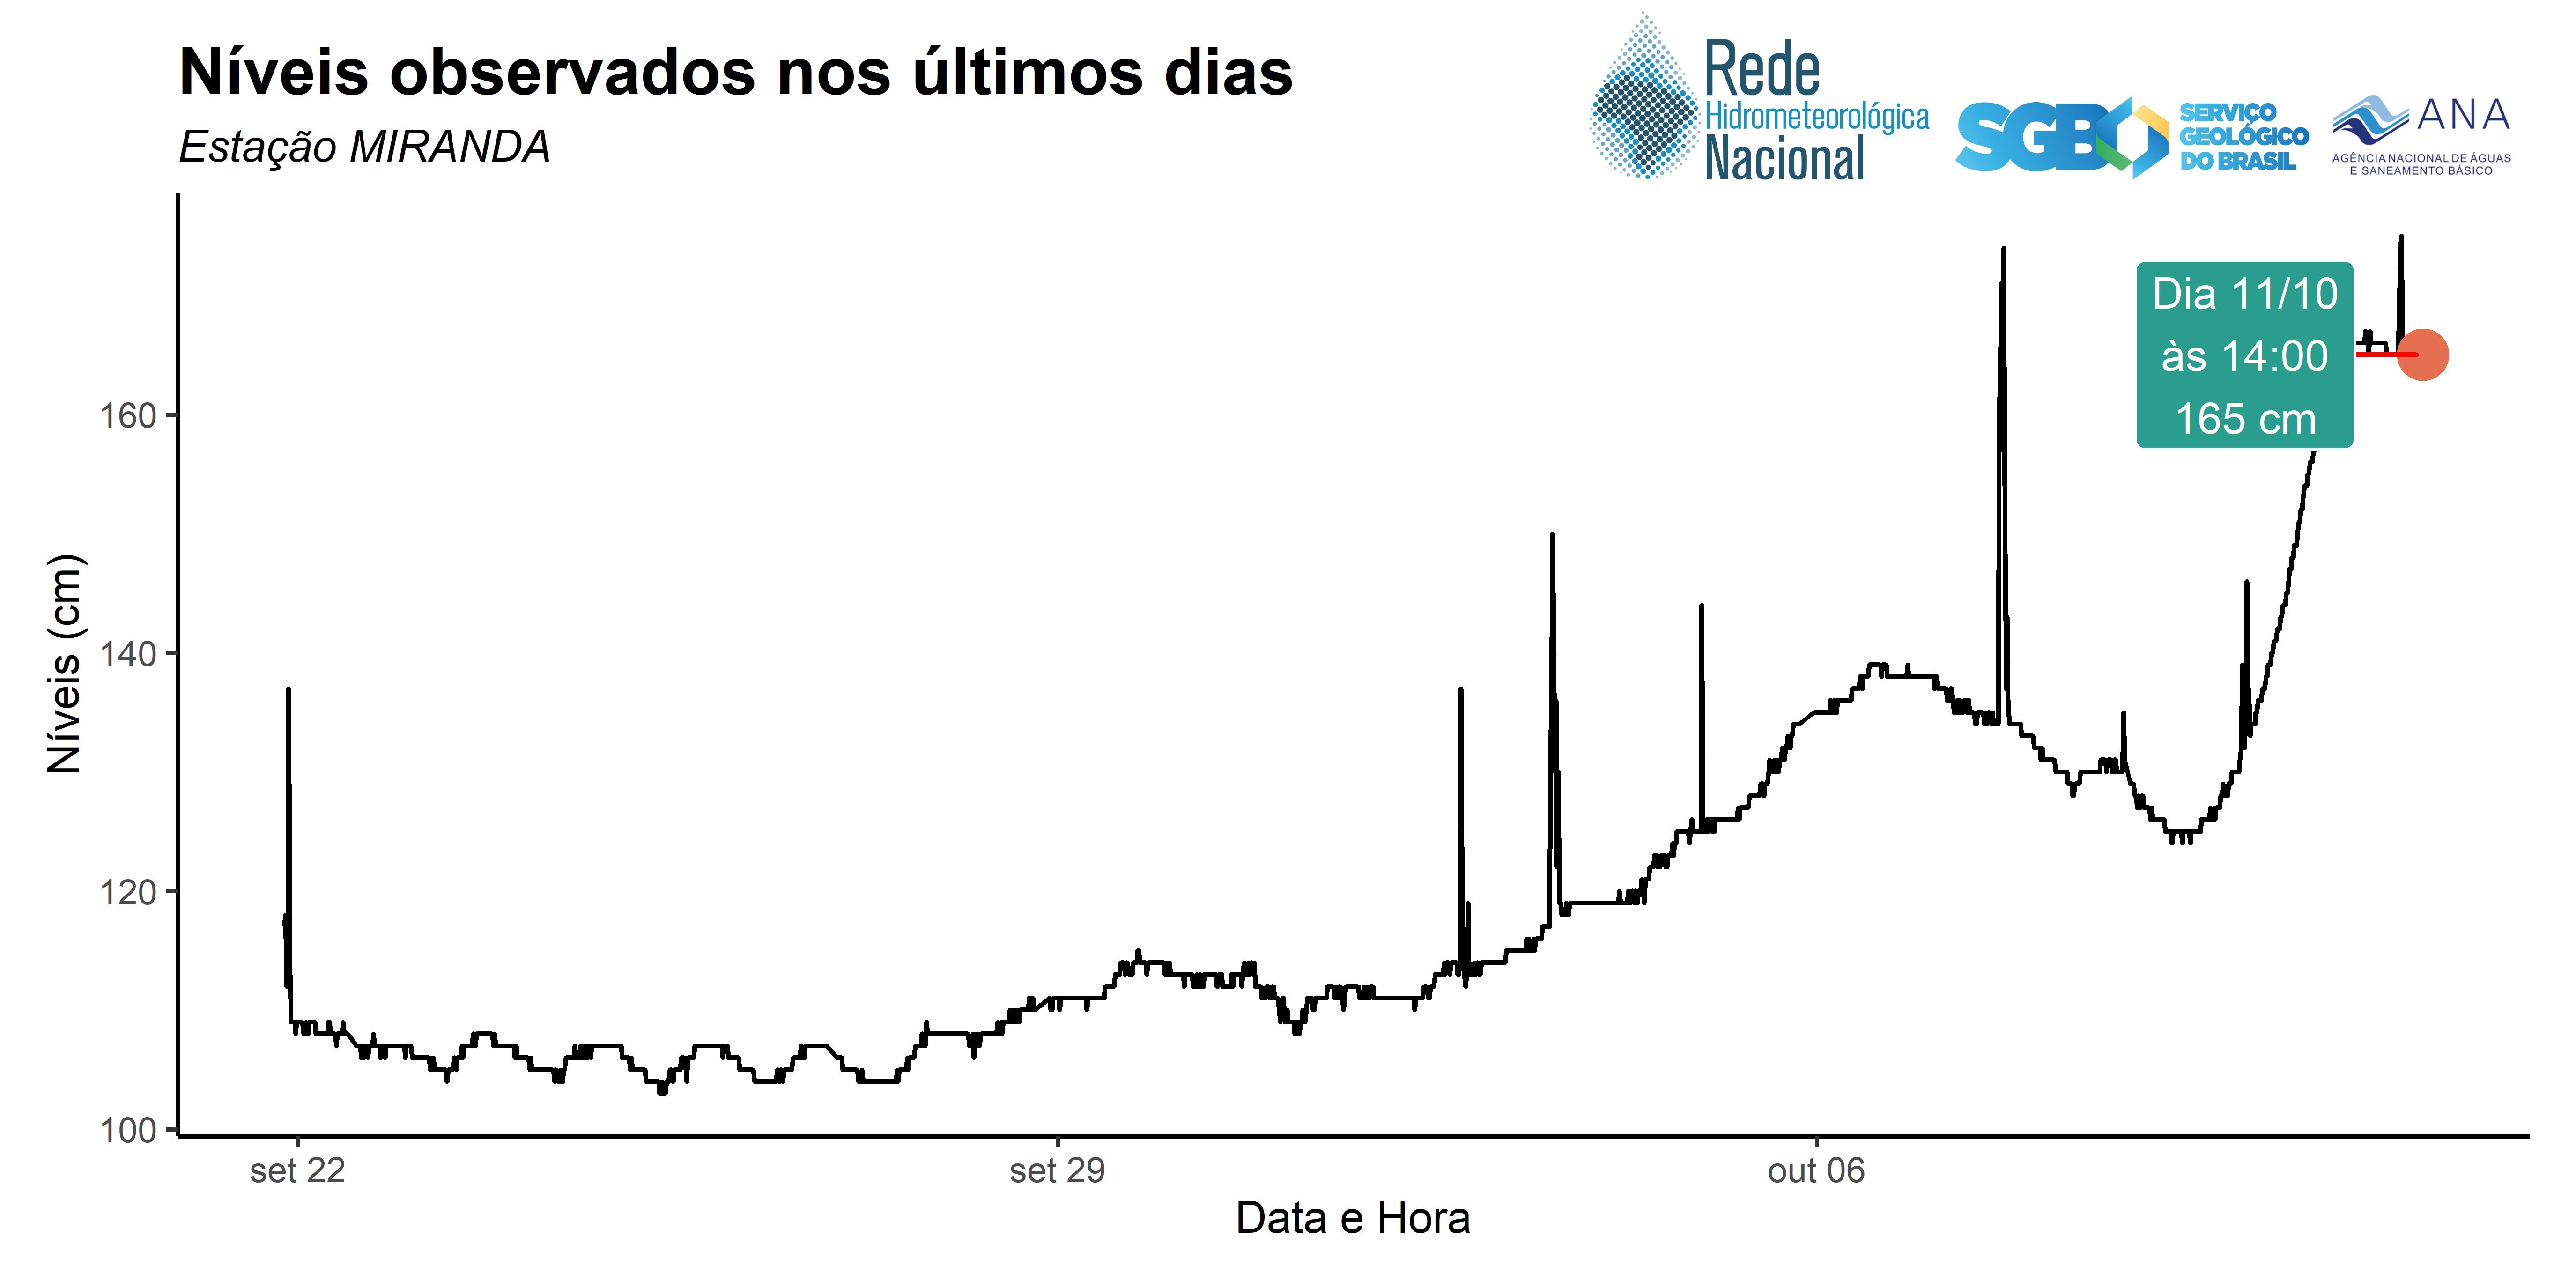 Níveis observados nos últimos dias
Estação MIRANDA
Rede
Hidrometeorológica
Nacional
SGB
SERVIÇO
GEOLÓGICO
DO BRASIL
ANA
AGÊNCIA NACIONAL DE ÁGUAS
E SANEAMENTO BÁSICO
Dia 11/10
às 14:00
165 cm
Níveis (cm)
160
140
120
100
set 22
set 29
out 06
Data e Hora